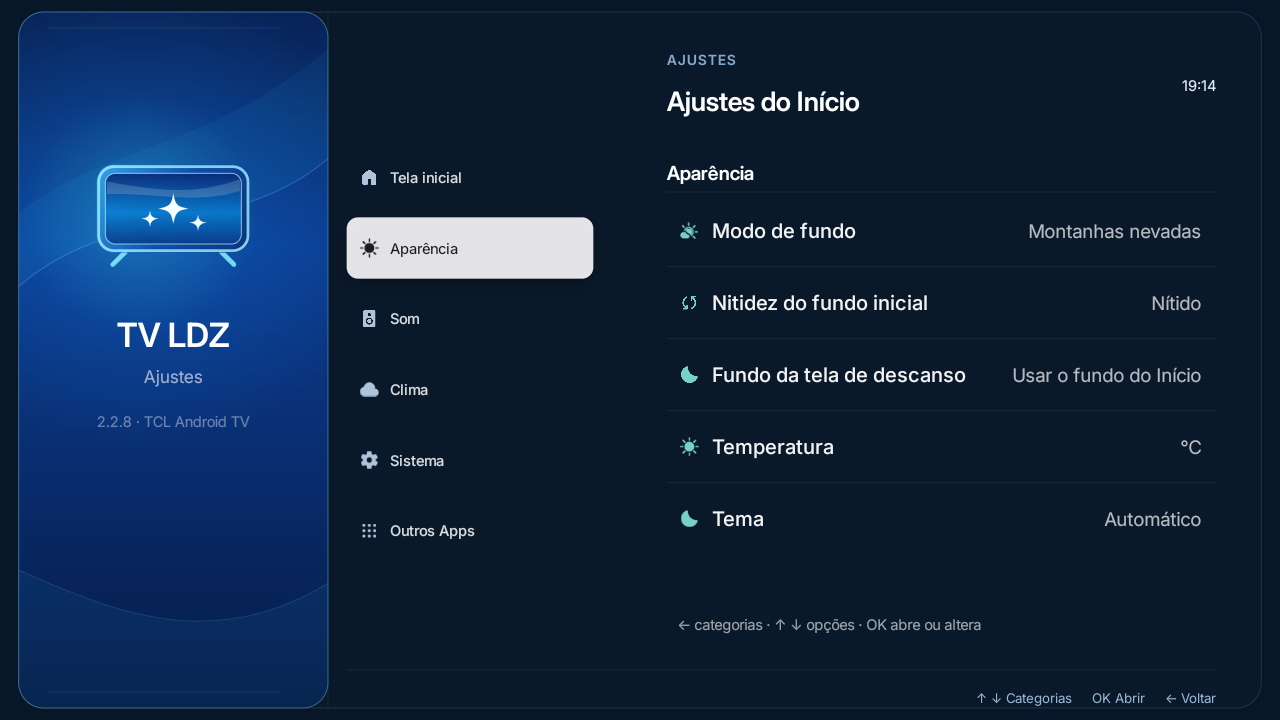 TV LDZ
Ajustes
2.2.8 · TCL Android TV
Tela inicial
Aparência
Som
Clima
Sistema
Outros Apps
AJUSTES
Ajustes do Início
19:14
Aparência
Modo de fundo Montanhas nevadas
Nitidez do fundo inicial Nítido
Fundo da tela de descanso Usar o fundo do Início
Temperatura °C
Tema Automático
← categorias · ↑ ↓ opções · OK abre ou altera
↑ ↓ Categorias OK Abrir ← Voltar